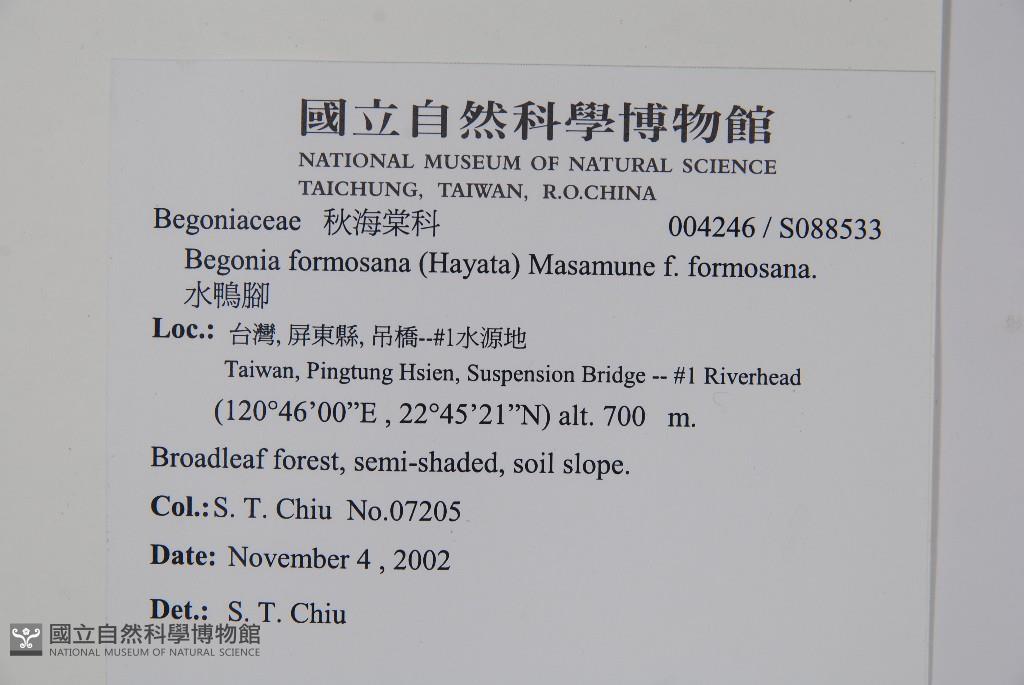 國立自然科學博物館
NATIONAL MUSEUM OF NATURAL SCIENCE
TAICHUNG, TAIWAN, R.O.CHINA
Begoniaceae 秋海棠科 004246 / S088533
Begonia formosana (Hayata) Masamune f. formosana.
水鴨腳
Loc.: 台灣, 屏東縣, 吊橋--#1水源地
Taiwan, Pingtung Hsien, Suspension Bridge -- #1 Riverhead
(120°46’00”E , 22°45’21”N) alt. 700 m.
Broadleaf forest, semi-shaded, soil slope.
Col.: S. T. Chiu No.07205
Date: November 4 , 2002
Det.: S. T. Chiu
國立自然科學博物館
NATIONAL MUSEUM OF NATURAL SCIENCE